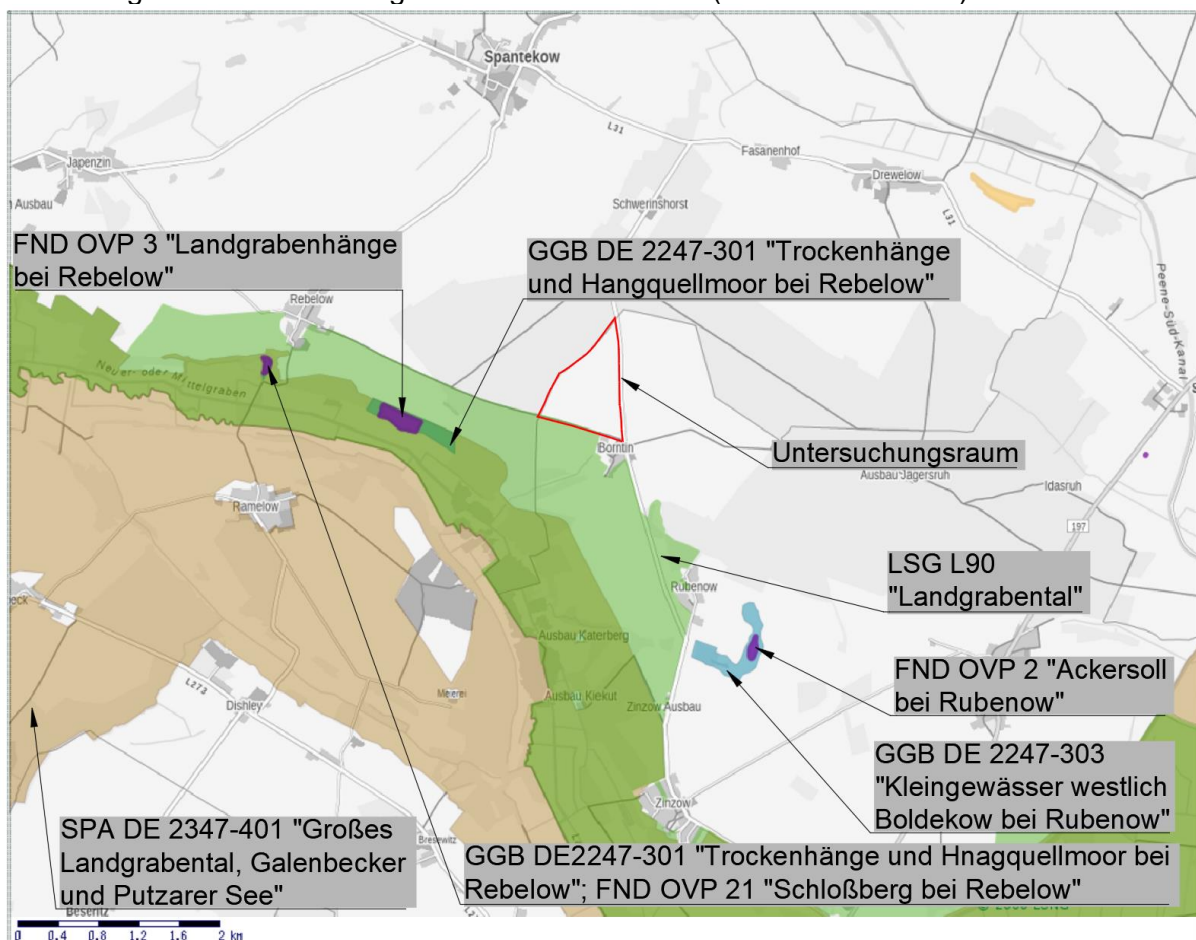 Spantekow
L31
Japenzin
Fasanenhof
Drewelow
Ausbau
Schwerinshorst
L31
FND OVP 3 "Landgrabenhänge
bei Rebelow"
GGB DE 2247-301 "Trockenhänge
und Hangquellmoor bei Rebelow"
Rebelow
Peene-Süd-Kanal
Neuer- oder Mittelgraben
Borntin
Untersuchungsraum
Ausbau Jägersruh
Idasruh
Ramelow
197
LSG L90
"Landgrabental"
Rubenow
Ausbau Katerberg
FND OVP 2 "Ackersoll
bei Rubenow"
L273
Dishley
Meierei
Ausbau Kiekut
Zinzow Ausbau
GGB DE 2247-303
"Kleingewässer westlich
Boldekow bei Rubenow"
Zinzow
SPA DE 2347-401 "Großes
Landgrabental, Galenbecker
und Putzarer See"
Bresewitz
GGB DE2247-301 "Trockenhänge und Hnagquellmoor bei
Rebelow"; FND OVP 21 "Schloßberg bei Rebelow"
Beseritz
0 0.4 0.8 1.2 1.6 2 km